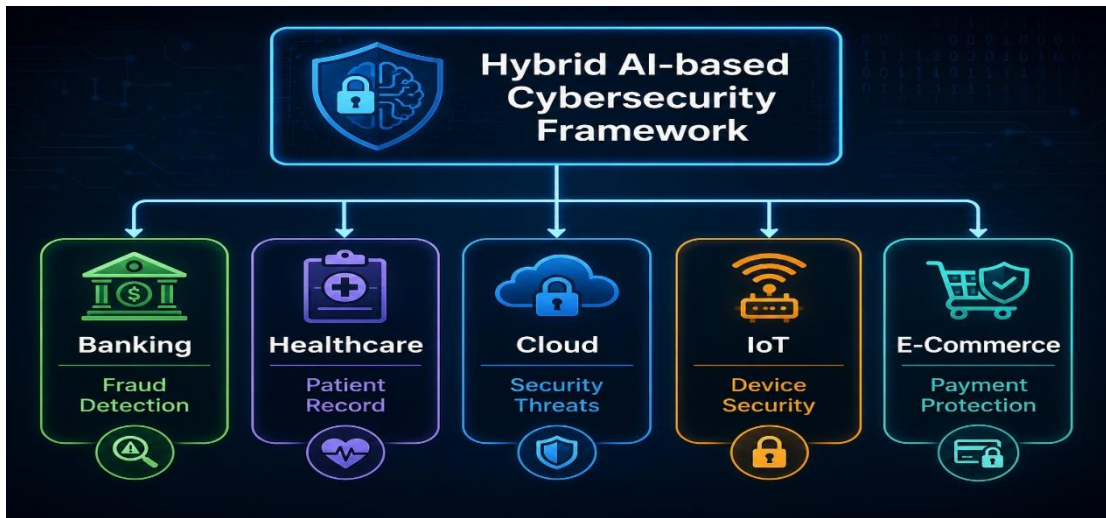 Hybrid AI-based
Cybersecurity
Framework
Banking
Fraud
Detection
Healthcare
Patient
Record
Cloud
Security
Threats
IoT
Device
Security
E-Commerce
Payment
Protection